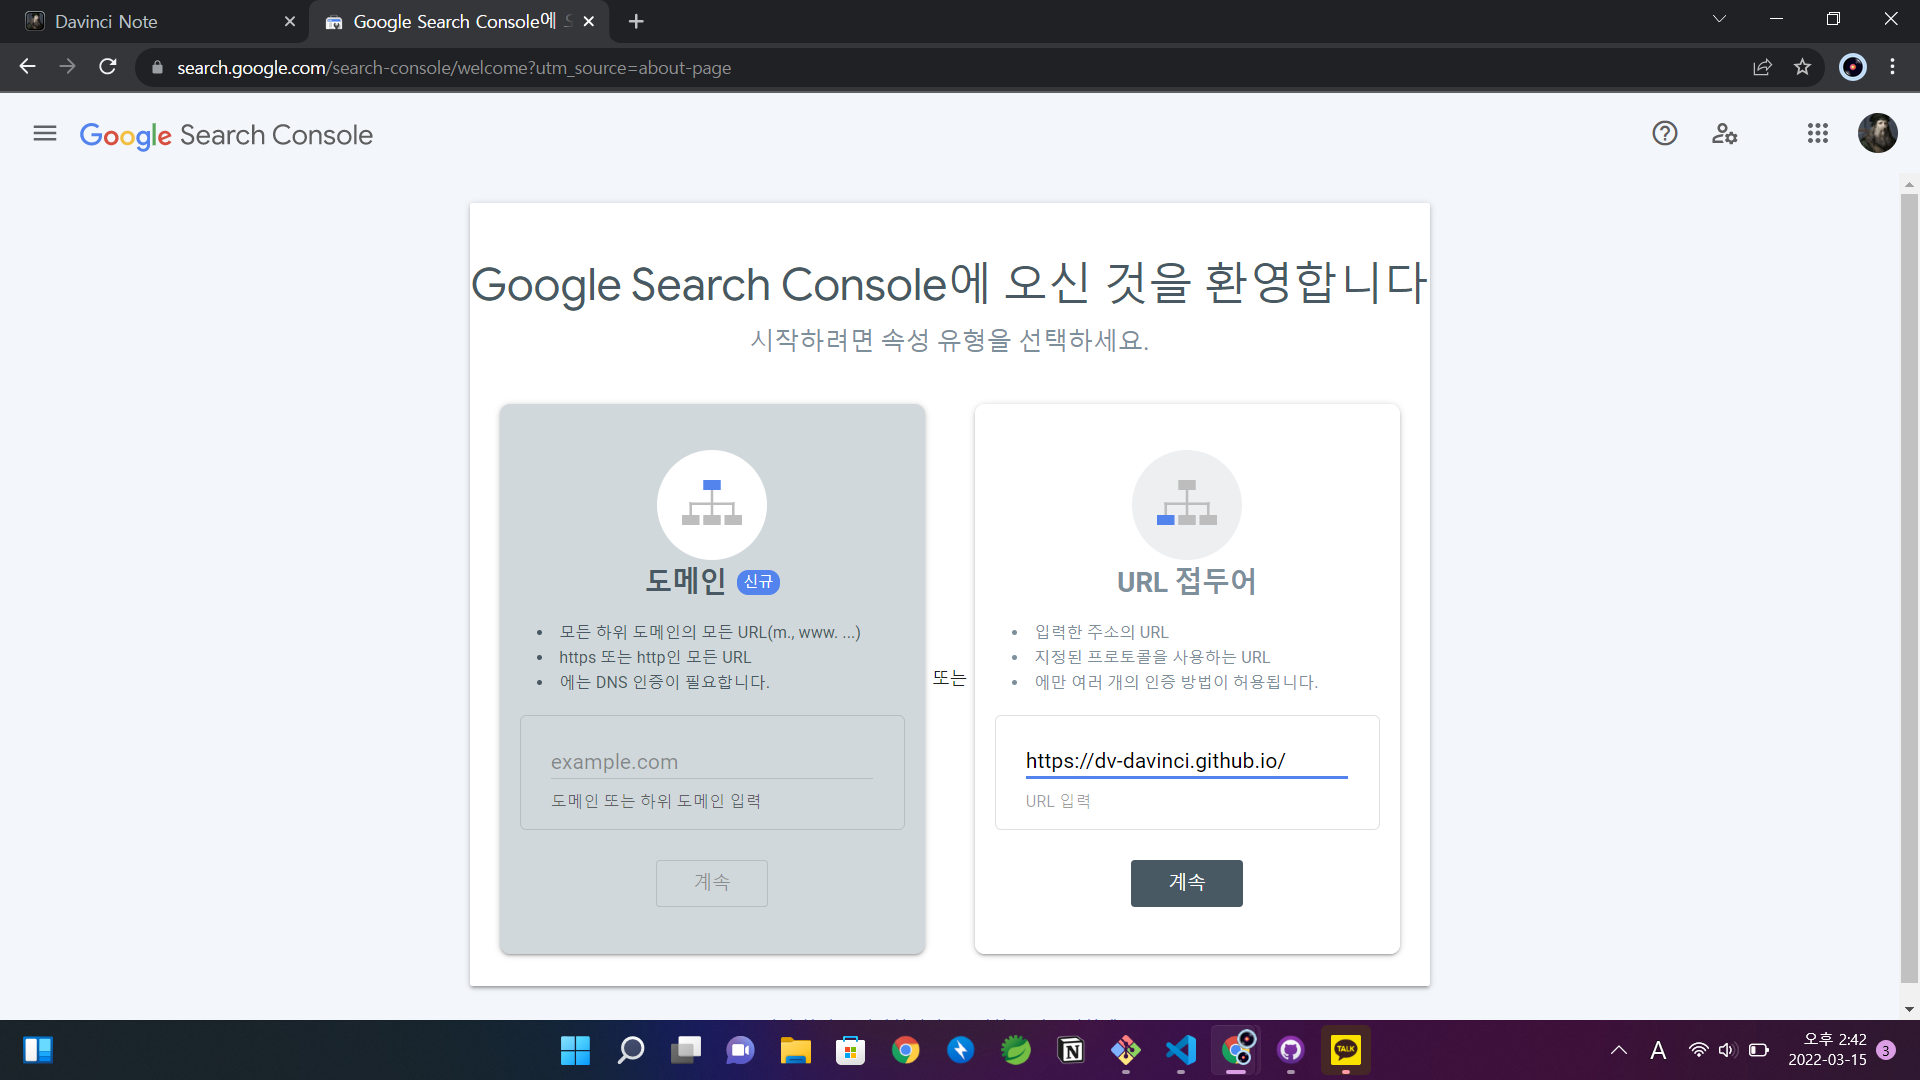 Davinci Note
Google Search Console에
search.google.com/search-console/welcome?utm_source=about-page
Google Search Console
Google Search Console에 오신 것을 환영합니다
시작하려면 속성 유형을 선택하세요.
도메인 신규
모든 하위 도메인의 모든 URL(m., www. ...)
https 또는 http인 모든 URL
에는 DNS 인증이 필요합니다.
example.com
도메인 또는 하위 도메인 입력
계속
또는
URL 접두어
입력한 주소의 URL
지정된 프로토콜을 사용하는 URL
에만 여러 개의 인증 방법이 허용됩니다.
https://dv-davinci.github.io/
URL 입력
계속
TALK
A
오후 2:42
2022-03-15
3